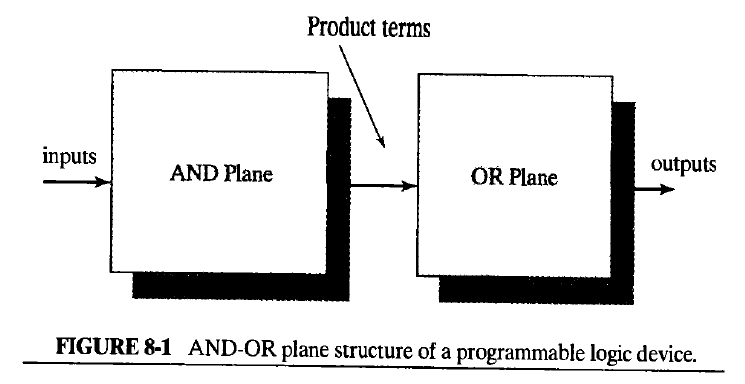 Product terms
inputs
AND Plane
OR Plane
outputs
FIGURE 8-1 AND-OR plane structure of a programmable logic device.